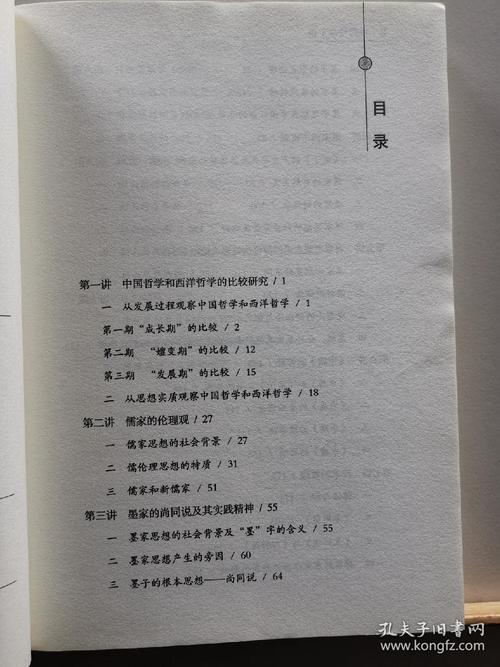 目
录
第一讲 中国哲学和西洋哲学的比较研究 / 1
一 从发展过程观察中国哲学和西洋哲学 / 1
第一期“成长期”的比较 / 2
第二期 “嬗变期”的比较 / 12
第三期 “发展期”的比较 / 15
二 从思想实质观察中国哲学和西洋哲学 / 18
第二讲 儒家的伦理观 / 27
一 儒家思想的社会背景 / 27
二 儒伦理思想的特质 / 31
三 儒家和新儒家 / 51
第三讲 墨家的尚同说及其实践精神 / 55
一 墨家思想的社会背景及“墨”字的含义 / 55
二 墨家思想产生的旁因 / 60
三 墨子的根本思想——尚同说 / 64
孔夫子旧书网
www.kongfz.com